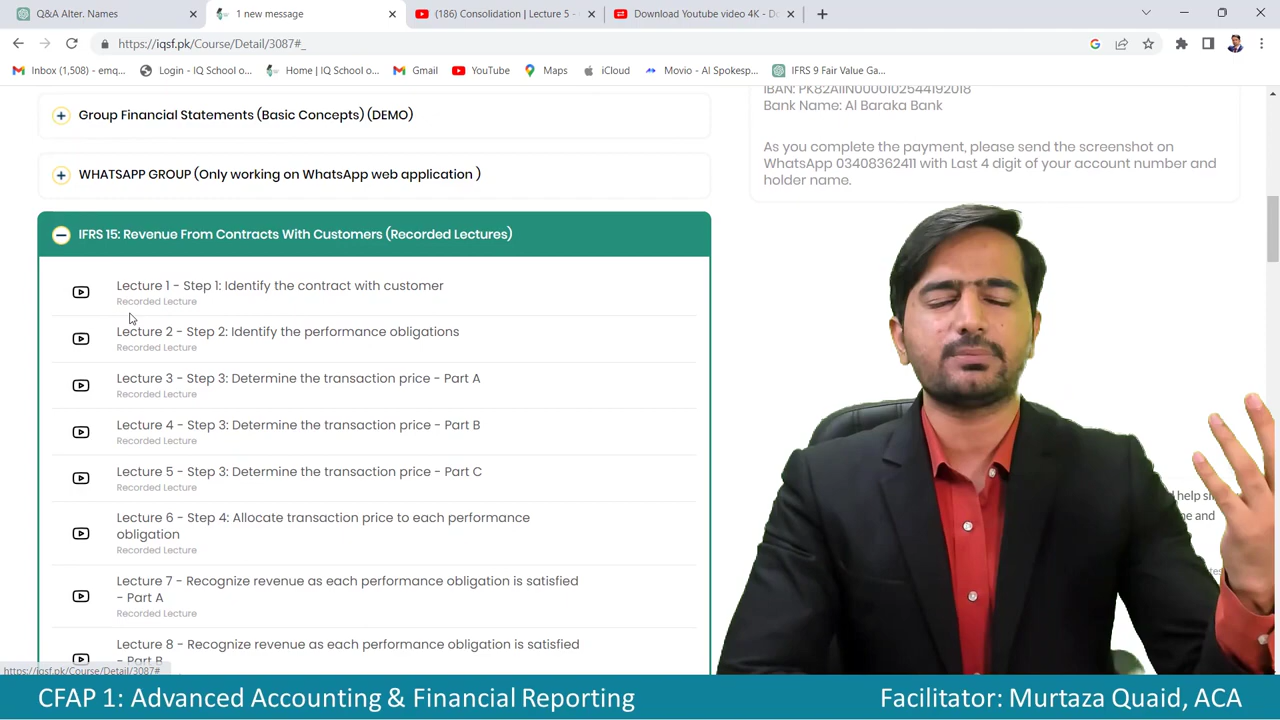 Q&A Alter. Names
1 new message
(186) Consolidation | Lecture 5 -
Download Youtube video 4K - Do
https://iqsf.pk/Course/Detail/3087#_
Inbox (1,508) - emq...
Login - IQ School o...
Home | IQ School o...
Gmail
YouTube
Maps
iCloud
Movio - AI Spokesp...
IFRS 9 Fair Value Ga...
Group Financial Statements (Basic Concepts) (DEMO)
WHATSAPP GROUP (Only working on WhatsApp web application )
IFRS 15: Revenue From Contracts With Customers (Recorded Lectures)
Lecture 1 - Step 1: Identify the contract with customer
Recorded Lecture
Lecture 2 - Step 2: Identify the performance obligations
Recorded Lecture
Lecture 3 - Step 3: Determine the transaction price - Part A
Recorded Lecture
Lecture 4 - Step 3: Determine the transaction price - Part B
Recorded Lecture
Lecture 5 - Step 3: Determine the transaction price - Part C
Recorded Lecture
Lecture 6 - Step 4: Allocate transaction price to each performance
obligation
Recorded Lecture
Lecture 7 - Recognize revenue as each performance obligation is satisfied
- Part A
Recorded Lecture
Lecture 8 - Recognize revenue as each performance obligation is satisfied
- Part B
https://iqsf.pk/Course/Detail/3087#
IBAN: PK82AIIN0000102544192018
Bank Name: Al Baraka Bank
As you complete the payment, please send the screenshot on
WhatsApp 03408362411 with Last 4 digit of your account number and
holder name.
CFAP 1: Advanced Accounting & Financial Reporting
Facilitator: Murtaza Quaid, ACA